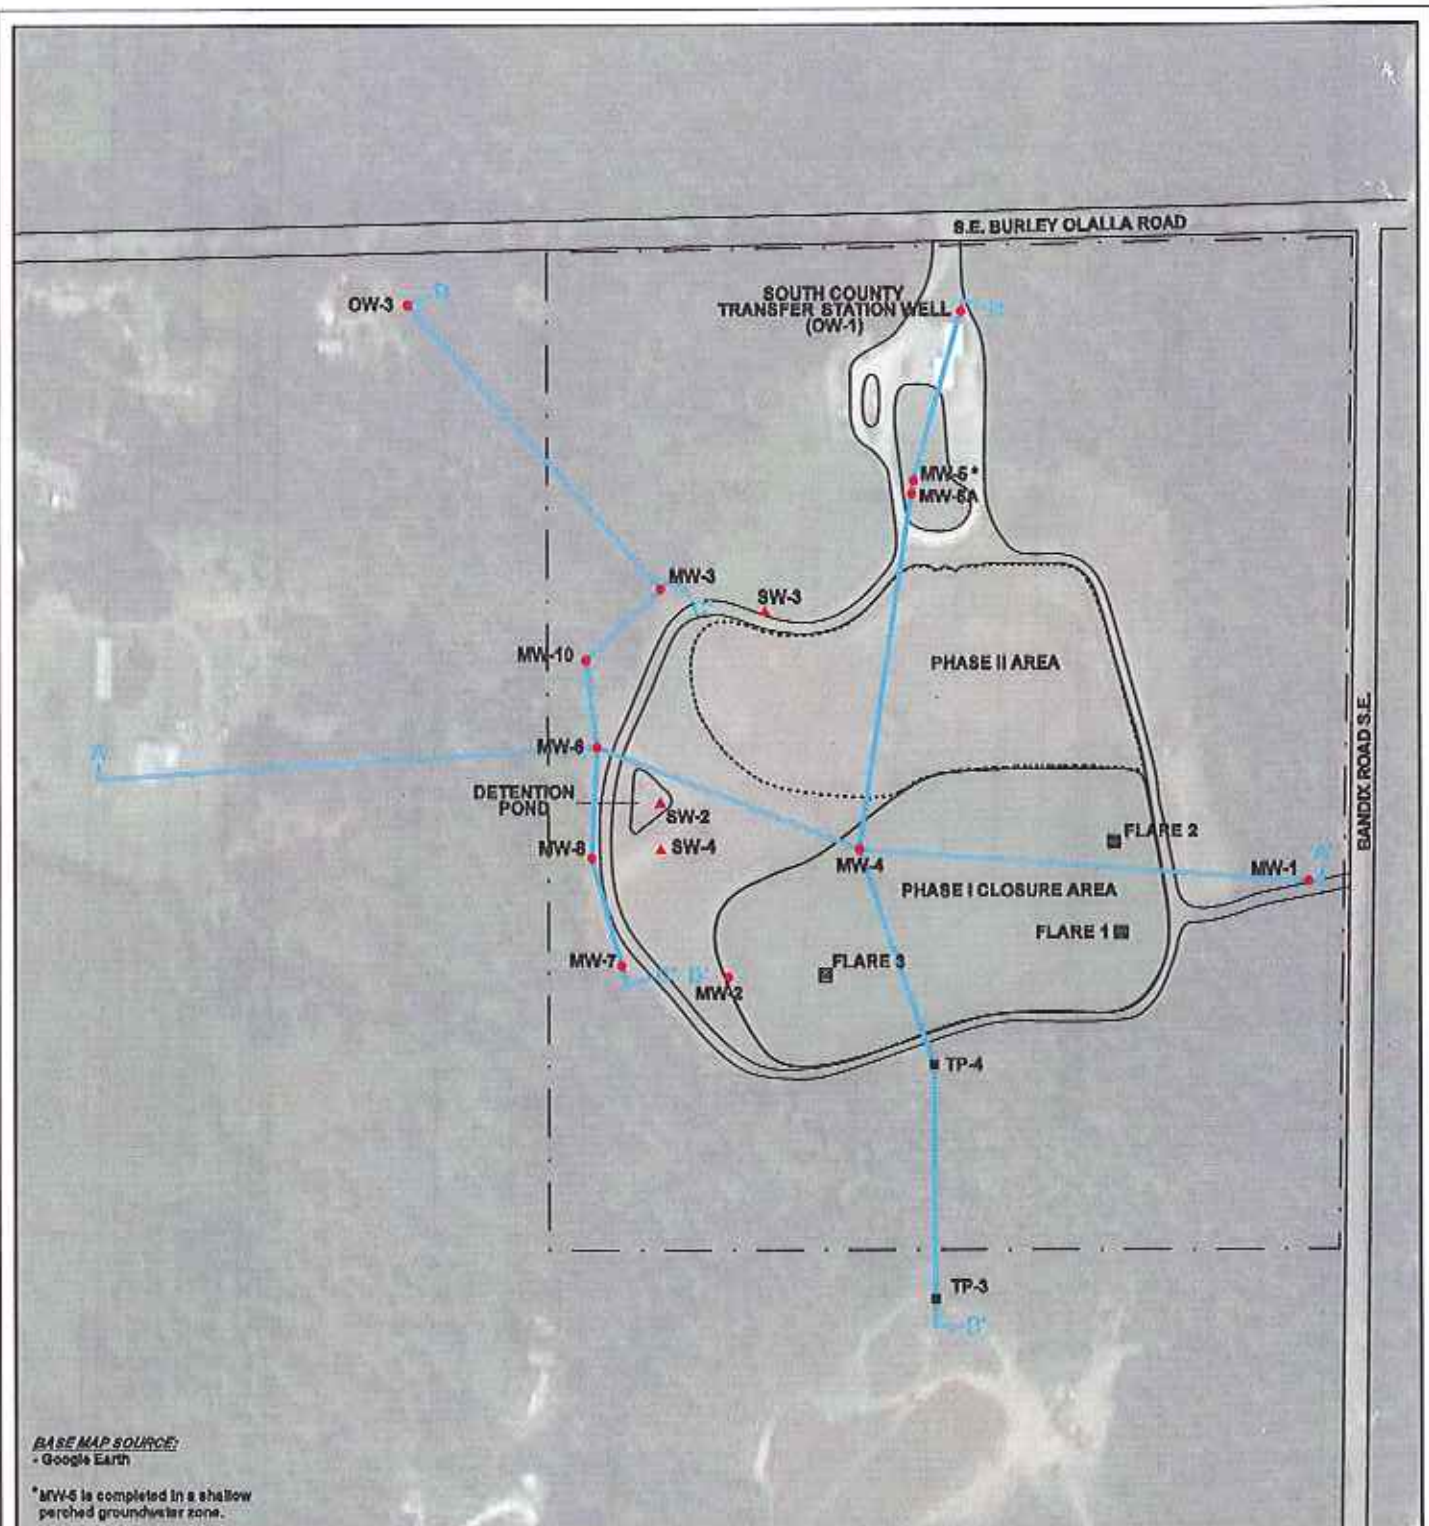 S.E. BURLEY OLALLA ROAD
OW-3
SOUTH COUNTY
TRANSFER STATION WELL
(OW-1)
MW-5*
MW-5A
MW-3
SW-3
MW-10
PHASE II AREA
BANDIX ROAD S.E.
A
MW-6
DETENTION
POND
SW-2
FLARE 2
MW-8
SW-4
MW-4
MW-1
A'
PHASE I CLOSURE AREA
FLARE 1
MW-7
FLARE 3
MW-2
TP-4
TP-3
B'
BASE MAP SOURCE:
- Google Earth
*MW-5 is completed in a shallow
perched groundwater zone.